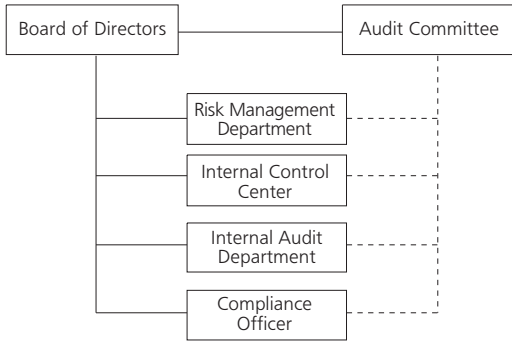 Board of Directors
Audit Committee
Risk Management
Department
Internal Control
Center
Internal Audit
Department
Compliance
Officer